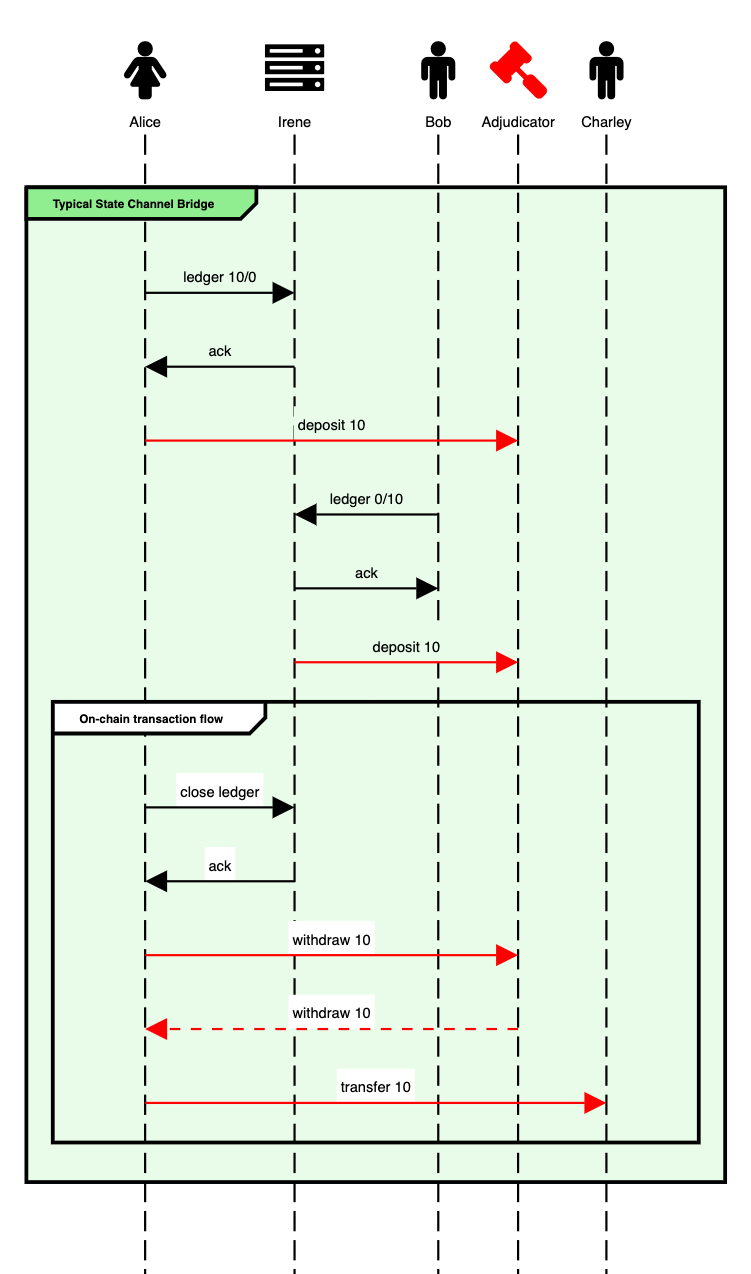 Alice
Irene
Bob
Adjudicator
Charley
Typical State Channel Bridge
ledger 10/0
ack
deposit 10
ledger 0/10
ack
deposit 10
On-chain transaction flow
close ledger
ack
withdraw 10
withdraw 10
transfer 10